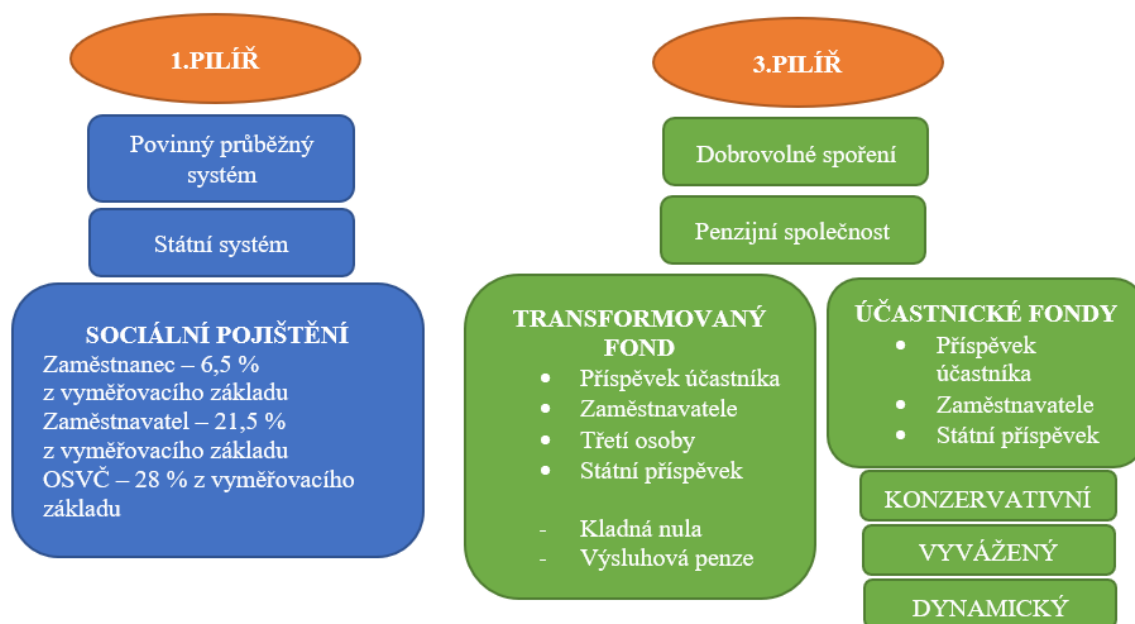 1.PILÍŘ
Povinný průběžný
systém
Státní systém
SOCIÁLNÍ POJIŠTĚNÍ
Zaměstnanec – 6,5 %
z vyměřovacího základu
Zaměstnavatel – 21,5 %
z vyměřovacího základu
OSVČ – 28 % z vyměřovacího
základu
3.PILÍŘ
Dobrovolné spoření
Penzijní společnost
TRANSFORMOVANÝ
FOND
• Příspěvek účastníka
• Zaměstnavatele
• Třetí osoby
• Státní příspěvek
- Kladná nula
- Výsluhová penze
ÚČASTNICKÉ FONDY
• Příspěvek
účastníka
• Zaměstnavatele
• Státní příspěvek
KONZERVATIVNÍ
VYVÁŽENÝ
DYNAMICKÝ